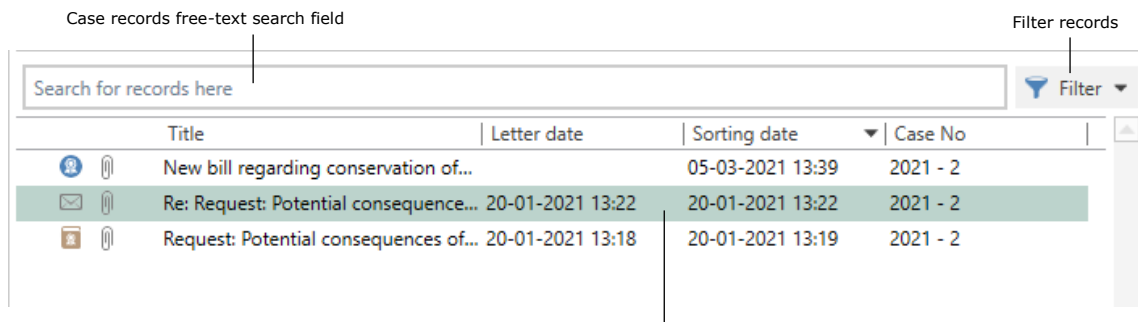 Case records free-text search field Filter records
Search for records here Filter
Title Letter date Sorting date Case No
New bill regarding conservation of... 05-03-2021 13:39 2021 - 2
Re: Request: Potential consequence... 20-01-2021 13:22 20-01-2021 13:22 2021 - 2
Request: Potential consequences of... 20-01-2021 13:18 20-01-2021 13:19 2021 - 2